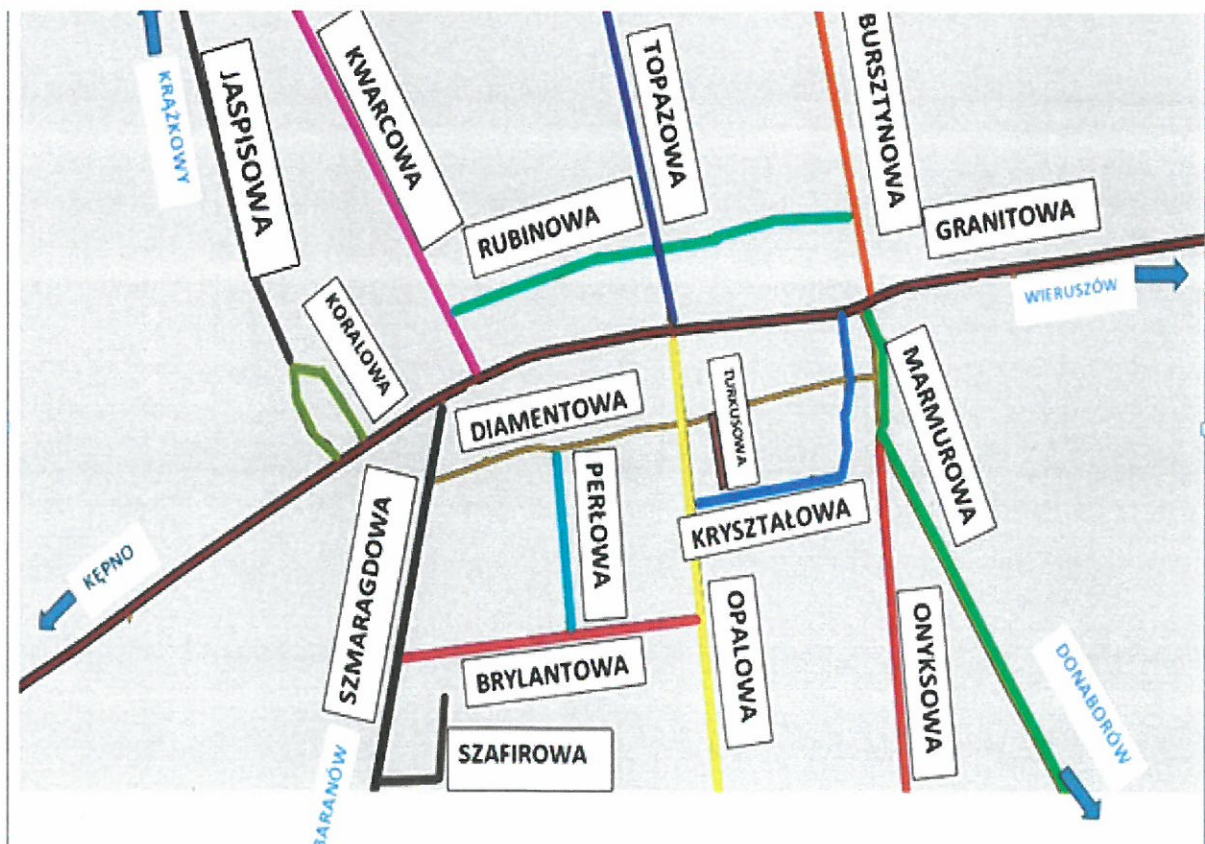 KRĄŻKOWY
JASPISOWA
KWARCOWA
TOPAZOWA
BURSZTYNOWA
RUBINOWA
GRANITOWA
WIERUSZÓW
KORALOWA
DIAMENTOWA
TURKUSOWA
MARMUROWA
KĘPNO
SZMARAGDOWA
PERŁOWA
KRYSZTAŁOWA
BRYLANTOWA
OPALOWA
ONYKSOWA
DONABORÓW
SZAFIROWA
BARANÓW